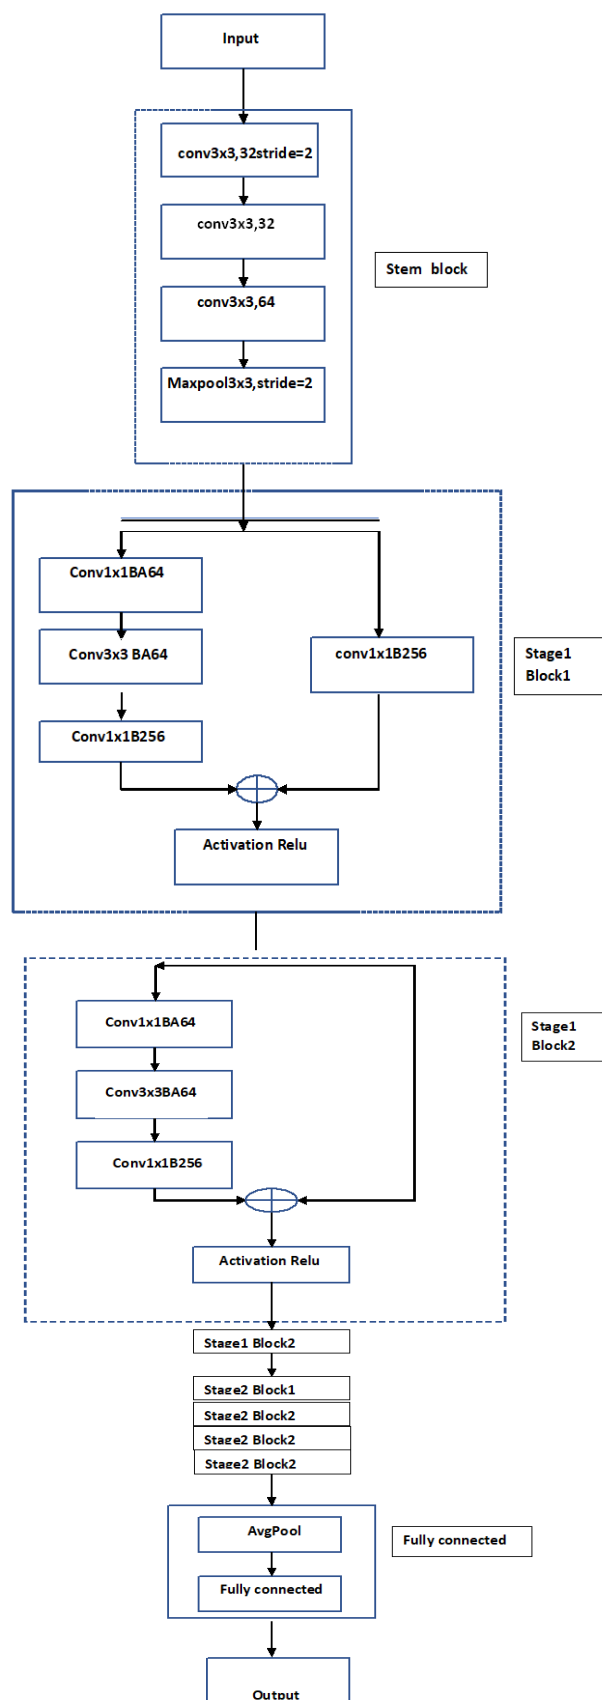 Input
conv3x3,32stride=2
conv3x3,32
Stem  block
conv3x3,64
Maxpool3x3,stride=2
Conv1x1BA64
Conv3x3 BA64
conv1x1B256
Stage1
Block1
Conv1x1B256
Activation Relu
Conv1x1BA64
Stage1
Block2
Conv3x3BA64
Conv1x1B256
Activation Relu
Stage1 Block2
Stage2 Block1
Stage2 Block2
Stage2 Block2
Stage2 Block2
AvgPool
Fully connected
Fully connected
Output